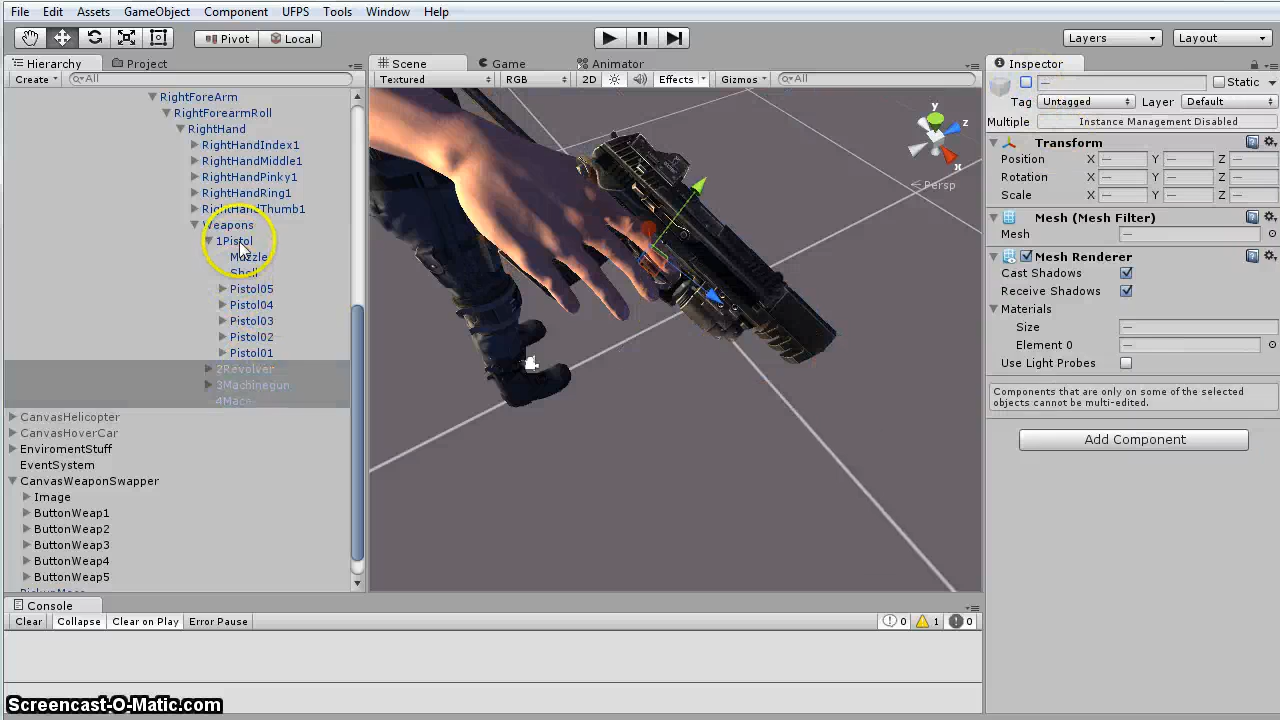 File Edit Assets GameObject Component UFPS Tools Window Help
Pivot Local Layers Layout
Hierarchy Project Scene Game Animator Inspector
Create All Textured RGB 2D Effects Gizmos All
— Static
Tag Untagged Layer Default
Multiple Instance Management Disabled
RightForeArm
RightForearmRoll
RightHand
RightHandIndex1
RightHandMiddle1
RightHandPinky1
RightHandRing1
RightHandThumb1
Weapons
1Pistol
Muzzle
Shell
Pistol05
Pistol04
Pistol03
Pistol02
Pistol01
2Revolver
3Machinegun
4Mace
CanvasHelicopter
CanvasHoverCar
EnviromentStuff
EventSystem
CanvasWeaponSwapper
Image
ButtonWeap1
ButtonWeap2
ButtonWeap3
ButtonWeap4
ButtonWeap5
y
z
x
Persp
Transform
Position X — Y — Z —
Rotation X — Y — Z —
Scale X — Y — Z —
Mesh (Mesh Filter)
Mesh —
Mesh Renderer
Cast Shadows
Receive Shadows
Materials
Size —
Element 0 —
Use Light Probes
Components that are only on some of the selected
objects cannot be multi-edited.
Add Component
Console
Clear Collapse Clear on Play Error Pause 0 1 0
Screencast-O-Matic.com